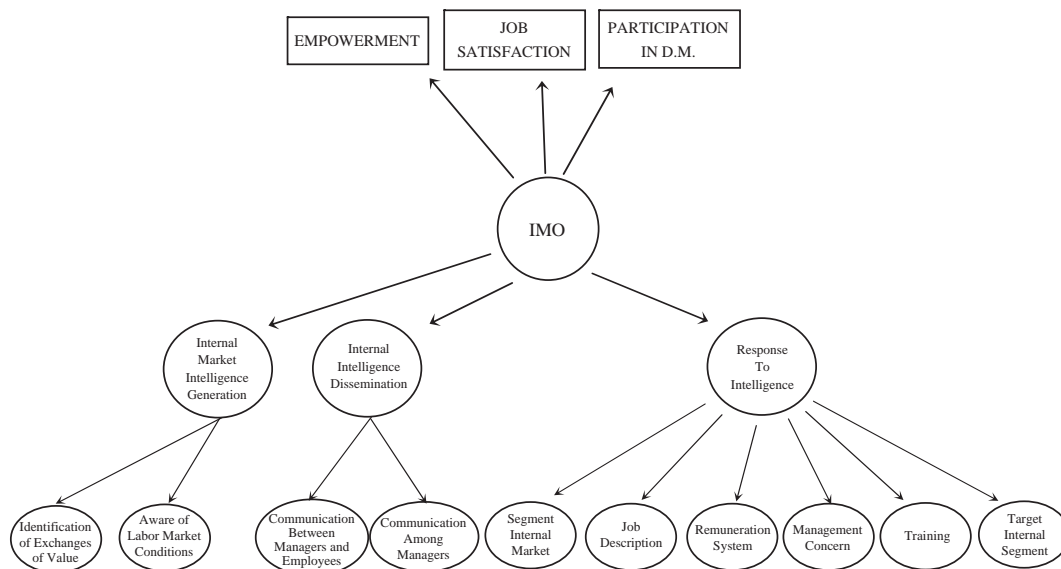 EMPOWERMENT
JOB
SATISFACTION
PARTICIPATION
IN D.M.
IMO
Internal
Market
Intelligence
Generation
Internal
Intelligence
Dissemination
Response
To
Intelligence
Identification
of Exchanges
of Value
Aware of
Labor Market
Conditions
Communication
Between
Managers and
Employees
Communication
Among
Managers
Segment
Internal
Market
Job
Description
Remuneration
System
Management
Concern
Training
Target
Internal
Segment